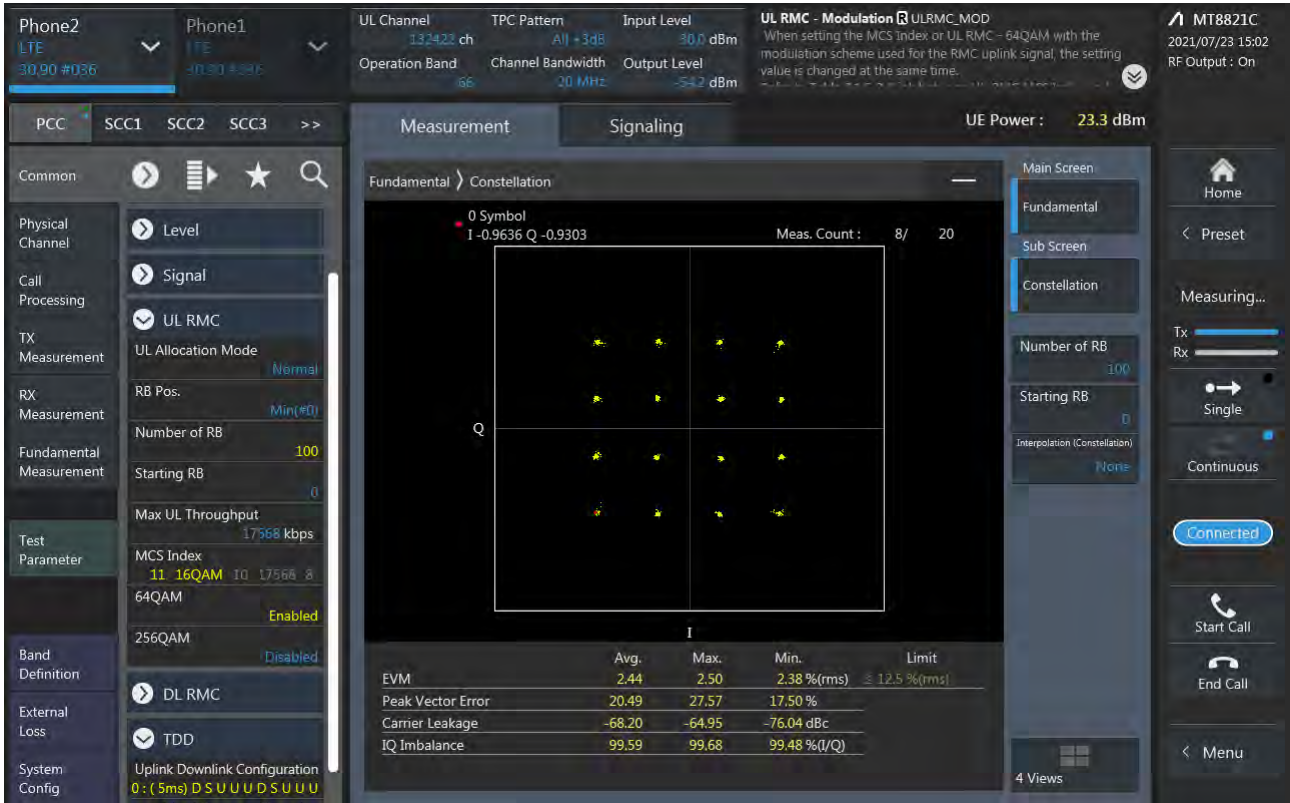 Phone2
LTE
30.90 #036
Phone1
LTE
UL Channel
132422 ch
TPC Pattern
All +3dB
Input Level
30.0 dBm
Operation Band
66
Channel Bandwidth
20 MHz
Output Level
-54.2 dBm
UL RMC - Modulation R ULRMC_MOD
When setting the MCS Index or UL RMC - 64QAM with the
modulation scheme used for the RMC uplink signal, the setting
value is changed at the same time.
MT8821C
2021/07/23 15:02
RF Output : On
PCC SCC1 SCC2 SCC3 >>
Measurement
Signaling
UE Power : 23.3 dBm
Common
Physical
Channel
Call
Processing
TX
Measurement
RX
Measurement
Fundamental
Measurement
Test
Parameter
Band
Definition
External
Loss
System
Config
Level
Signal
UL RMC
UL Allocation Mode
Normal
RB Pos.
Min(#0)
Number of RB
100
Starting RB
0
Max UL Throughput
17568 kbps
MCS Index
11 16QAM 10 17568 8
64QAM
Enabled
256QAM
Disabled
DL RMC
TDD
Uplink Downlink Configuration
0 : ( 5ms) D S U U U D S U U U
Fundamental 〉 Constellation
0 Symbol
I -0.9636 Q -0.9303
Meas. Count : 8/ 20
Q
I
Avg. Max. Min. Limit
EVM 2.44 2.50 2.38 %(rms) ≦ 12.5 %(rms)
Peak Vector Error 20.49 27.57 17.50 %
Carrier Leakage -68.20 -64.95 -76.04 dBc
IQ Imbalance 99.59 99.68 99.48 %(I/Q)
Main Screen
Fundamental
Sub Screen
Constellation
Number of RB
100
Starting RB
0
Interpolation (Constellation)
None
4 Views
Home
< Preset
Measuring...
Tx
Rx
Single
Continuous
Connected
Start Call
End Call
< Menu